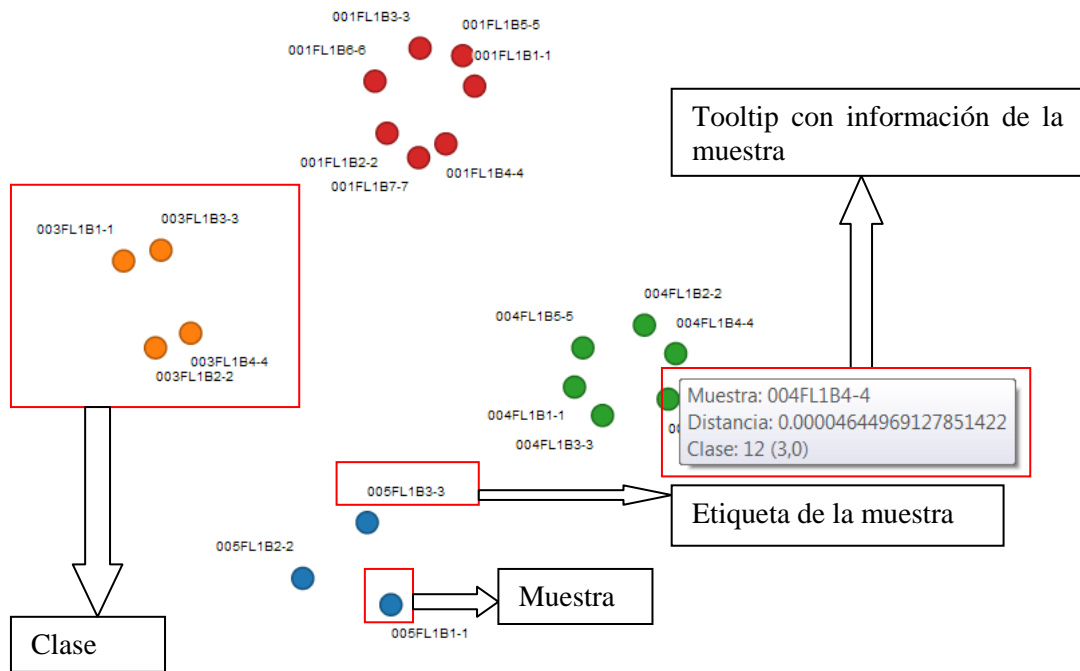 001FL1B3-3
001FL1B5-5
001FL1B6-6
001FL1B1-1
001FL1B2-2
001FL1B4-4
001FL1B7-7
Tooltip con información de la
muestra
003FL1B3-3
003FL1B1-1
003FL1B4-4
003FL1B2-2
004FL1B2-2
004FL1B5-5
004FL1B4-4
004FL1B1-1
004FL1B3-3
Muestra: 004FL1B4-4
Distancia: 0.00004644969127851422
Clase: 12 (3,0)
005FL1B3-3
Etiqueta de la muestra
005FL1B2-2
Muestra
005FL1B1-1
Clase